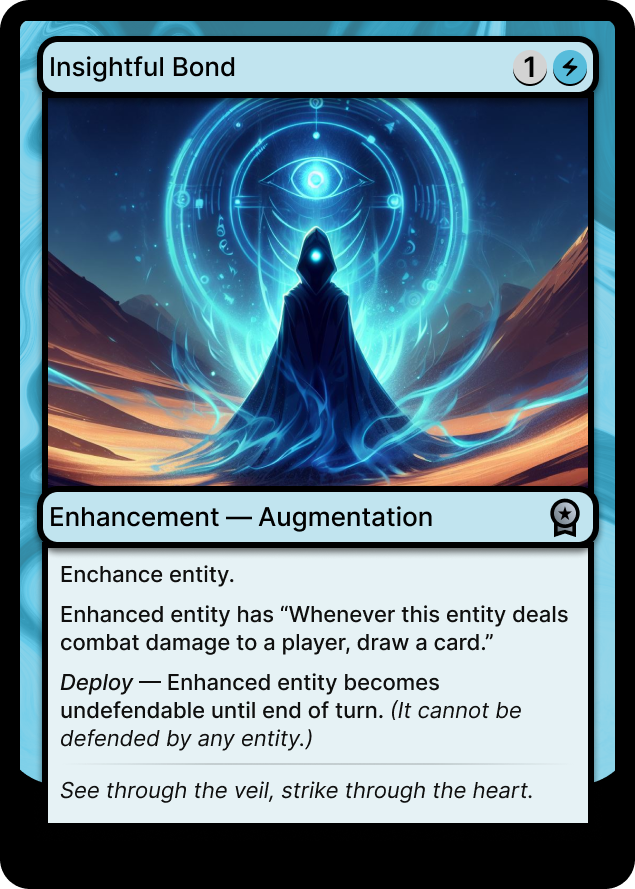 Insightful Bond
1
Enhancement — Augmentation
Enchance entity.
Enhanced entity has “Whenever this entity deals
combat damage to a player, draw a card.”
Deploy — Enhanced entity becomes
undefendable until end of turn. (It cannot be
defended by any entity.)
See through the veil, strike through the heart.